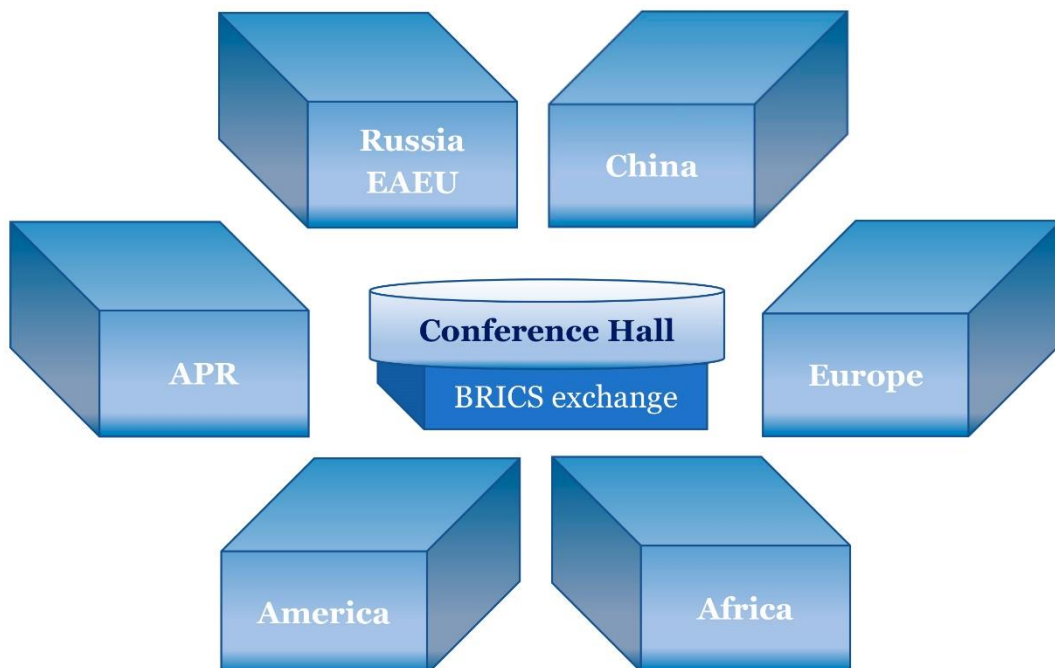 Russia
EAEU
China
APR
Conference Hall
BRICS exchange
Europe
America
Africa